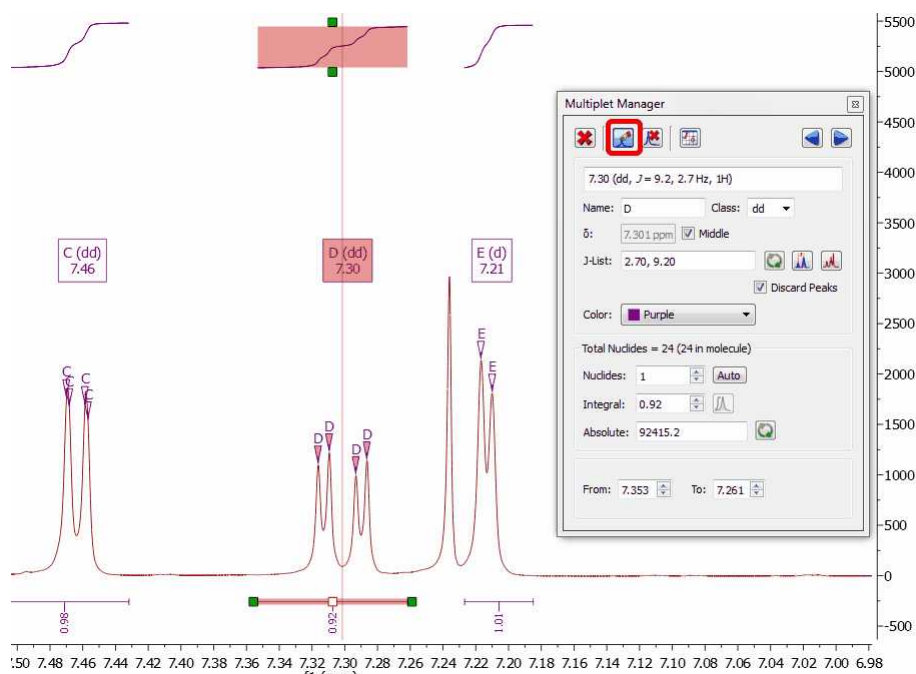 5500
5000
4500
4000
3500
3000
2500
2000
1500
1000
500
0
-500
Multiplet Manager
7.30 (dd, J = 9.2, 2.7 Hz, 1H)
Name: D Class: dd
δ: 7.301 ppm Middle
J-List: 2.70, 9.20
Discard Peaks
Color: Purple
Total Nuclides = 24 (24 in molecule)
Nuclides: 1 Auto
Integral: 0.92
Absolute: 92415.2
From: 7.353 To: 7.261
C (dd)
7.46
D (dd)
7.30
E (d)
7.21
C C C C
D D D D
E E
0.98
0.92
1.01
7.50 7.48 7.46 7.44 7.42 7.40 7.38 7.36 7.34 7.32 7.30 7.28 7.26 7.24 7.22 7.20 7.18 7.16 7.14 7.12 7.10 7.08 7.06 7.04 7.02 7.00 6.98